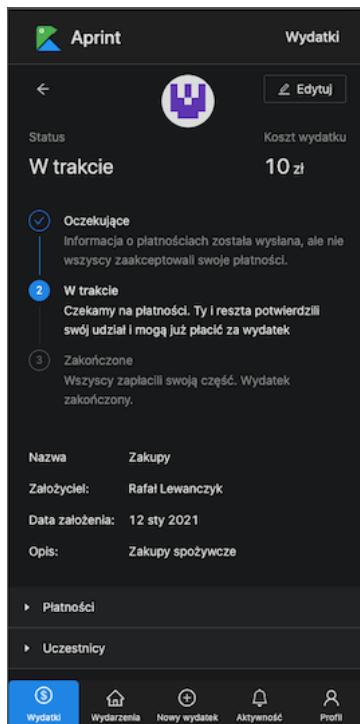 Aprint
Wydatki
Edytuj
Status
Koszt wydatku
W trakcie
10 zł
Oczekujące
Informacja o płatnościach została wysłana, ale nie
wszyscy zaakceptowali swoje płatności.
2
W trakcie
Czekamy na płatności. Ty i reszta potwierdzili
swój udział i mogą już płacić za wydatek
3
Zakończone
Wszyscy zapłacili swoją część. Wydatek
zakończony.
Nazwa Zakupy
Założyciel: Rafał Lewanczyk
Data założenia: 12 sty 2021
Opis: Zakupy spożywcze
Płatności
Uczestnicy
Wydatki Wydarzenia Nowy wydatek Aktywność Profil